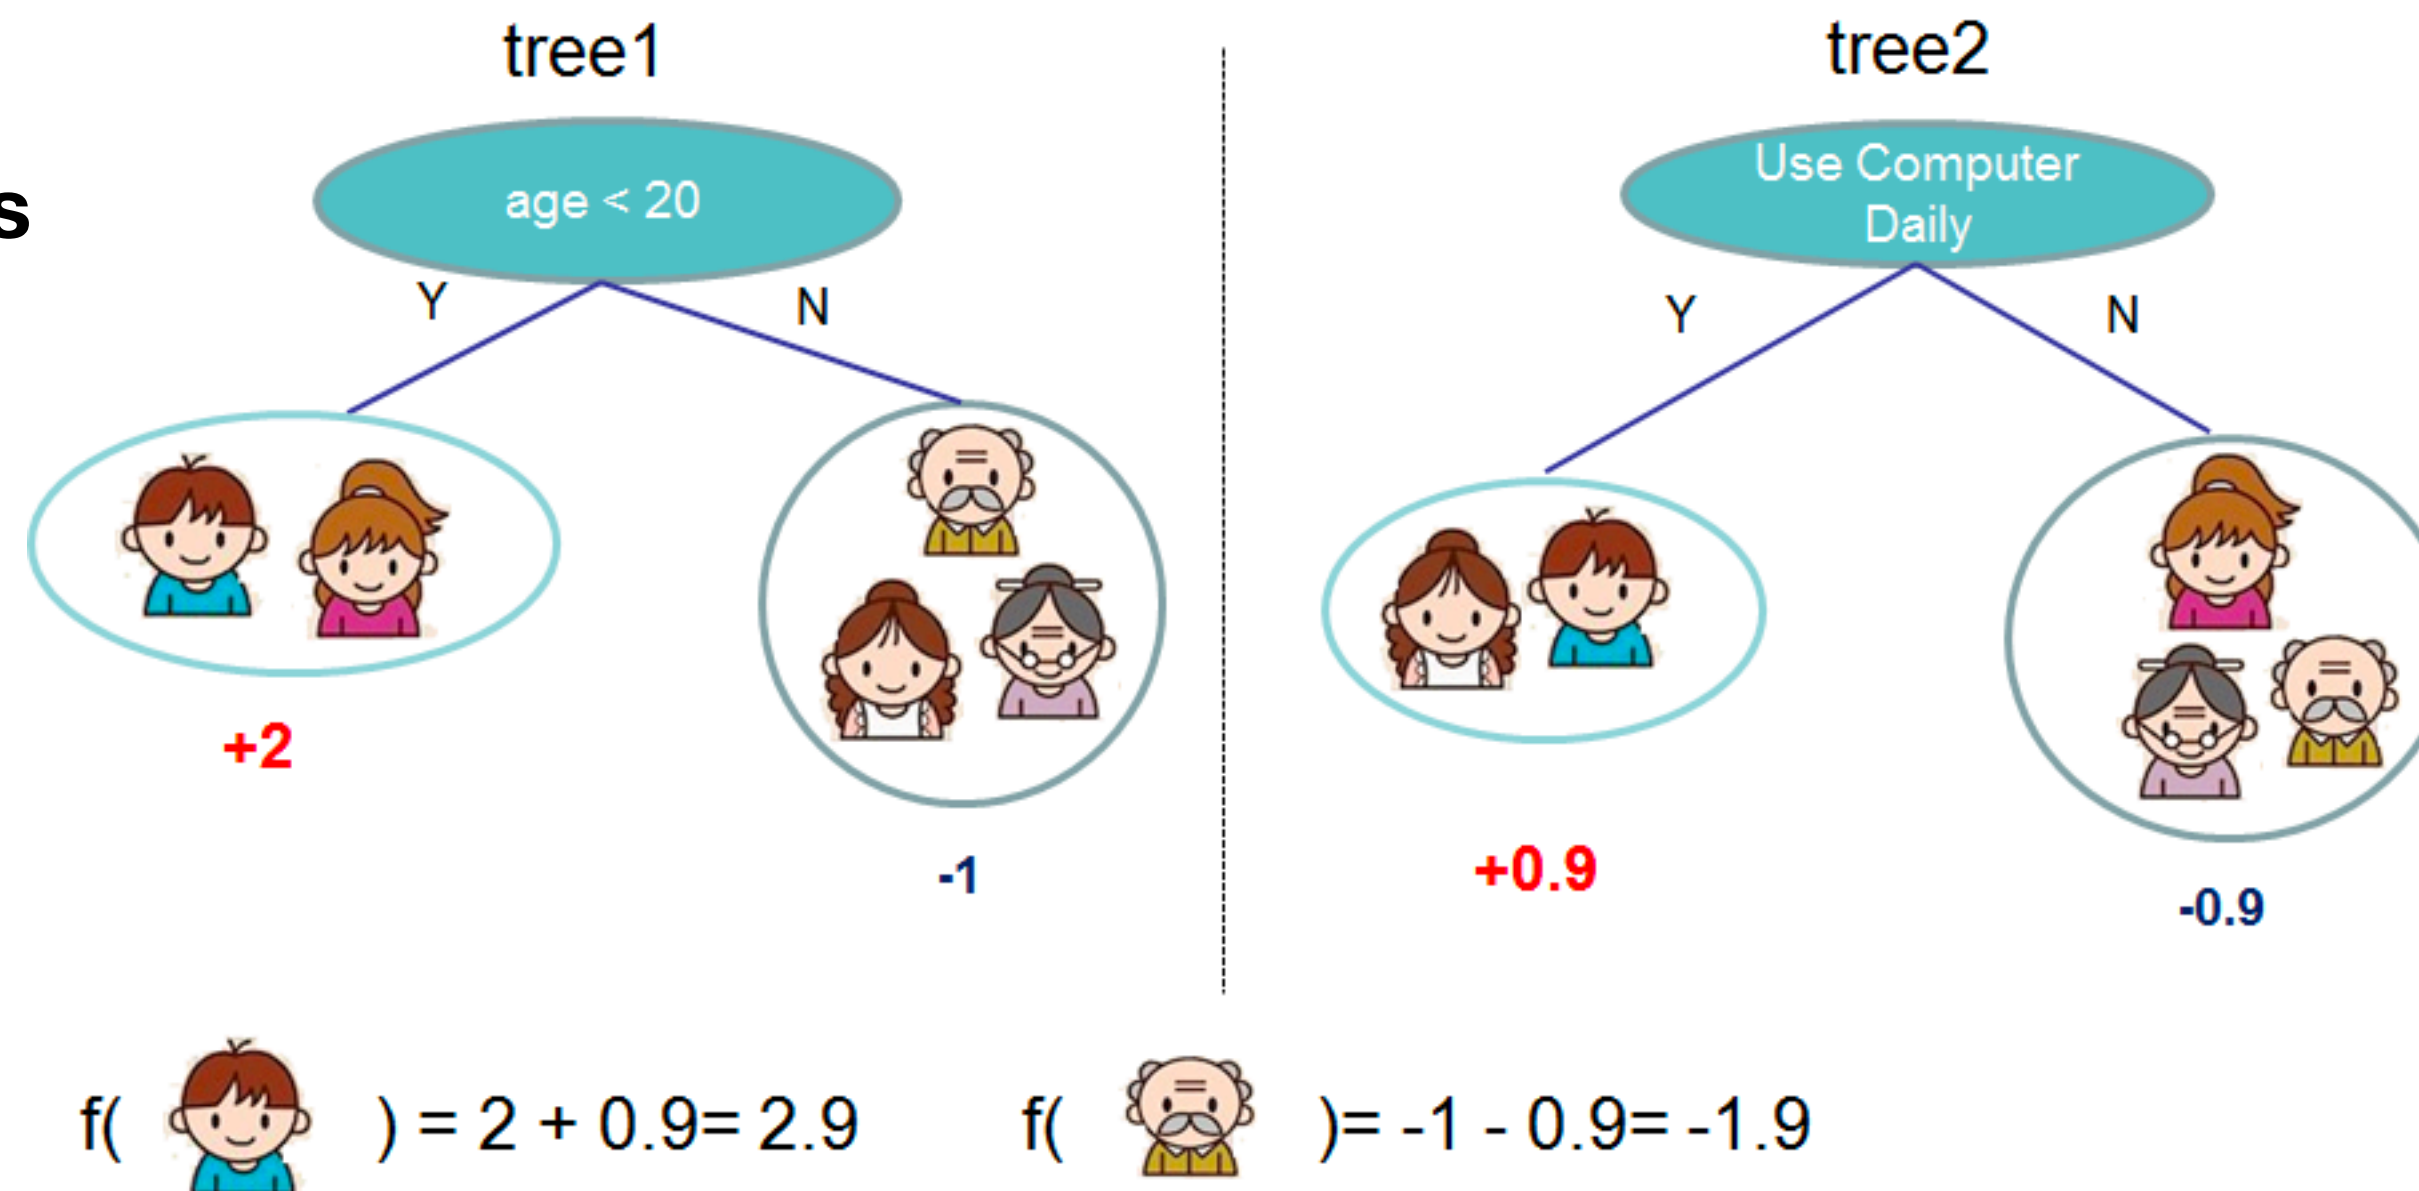 tree1
tree2
s
age < 20
Use Computer
Daily
Y
N
Y
N
+2
-1
+0.9
-0.9
f( ) = 2 + 0.9= 2.9
f( )= -1 - 0.9= -1.9